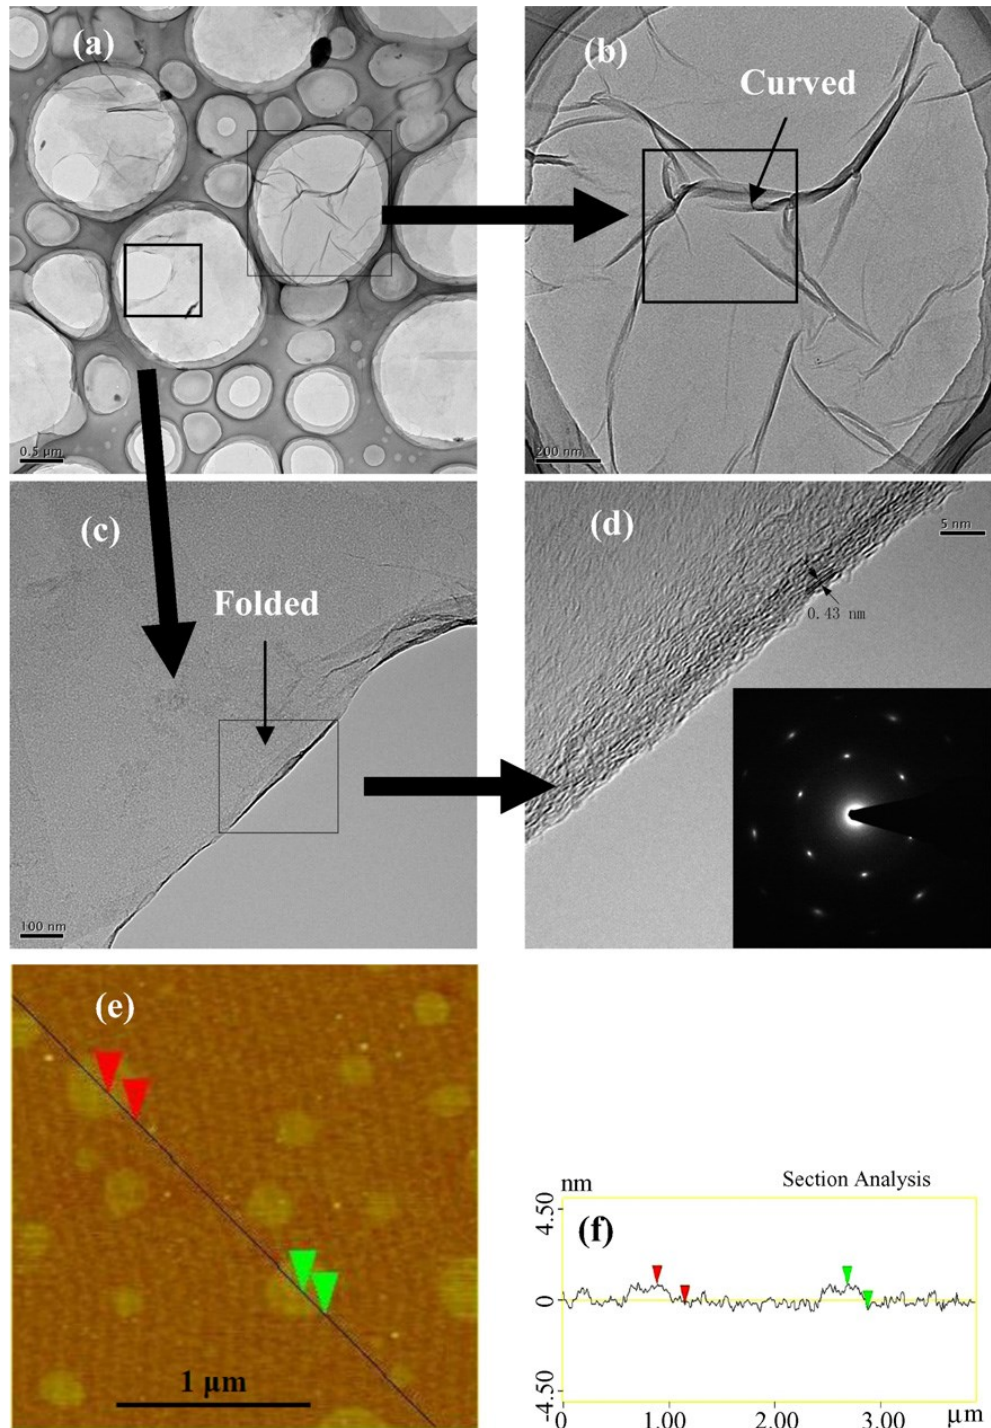 (a)
0.5 μm
(b)
Curved
200 nm
(c)
Folded
100 nm
(d)
5 nm
0.43 nm
(e)
1 μm
Section Analysis
nm
4.50
(f)
0
-4.50
0 1.00 2.00 3.00 μm